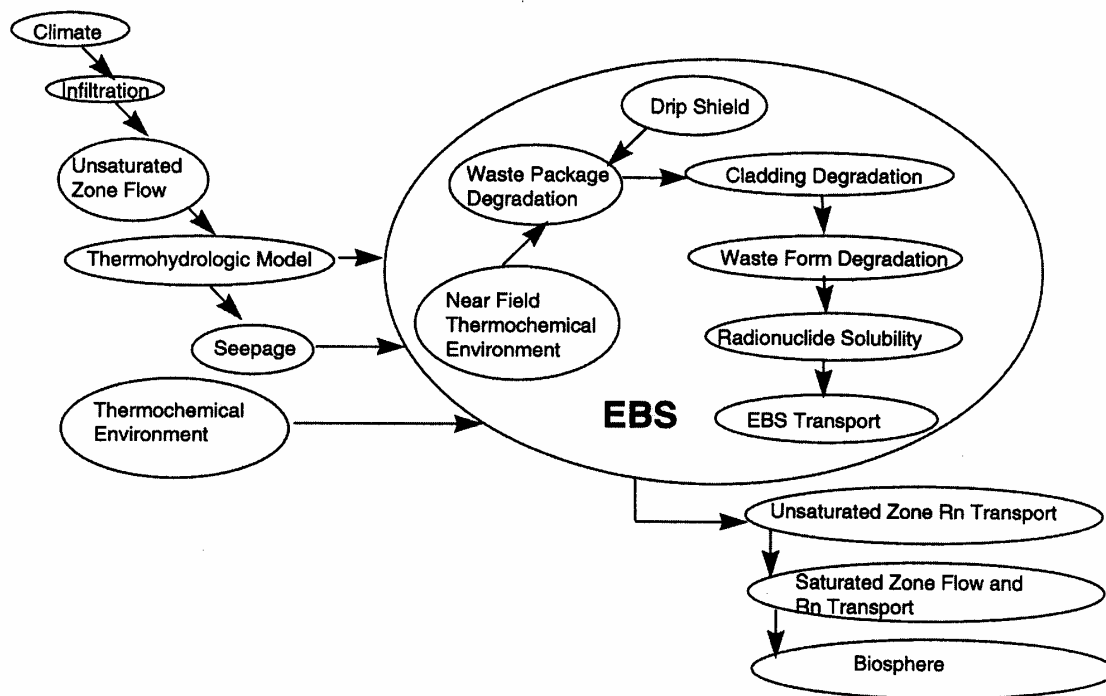 Climate
Infiltration
Unsaturated
Zone Flow
Thermohydrologic Model
Seepage
Thermochemical
Environment
Drip Shield
Waste Package
Degradation
Near Field
Thermochemical
Environment
Cladding Degradation
Waste Form Degradation
Radionuclide Solubility
EBS Transport
EBS
Unsaturated Zone Rn Transport
Saturated Zone Flow and
Rn Transport
Biosphere